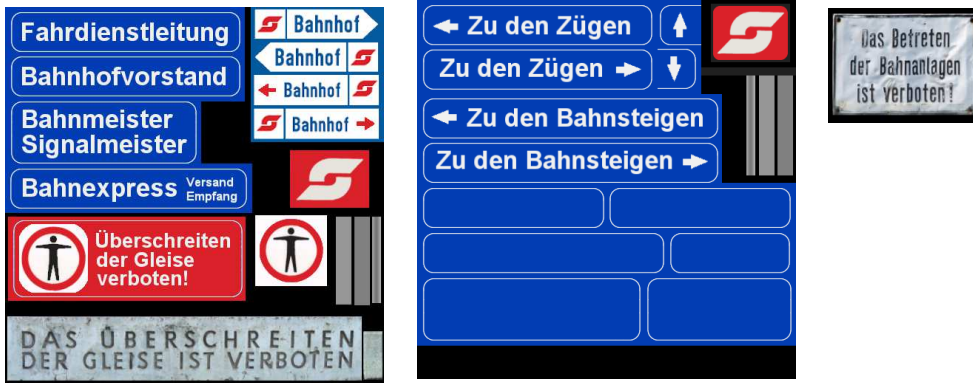 Fahrdienstleitung
Bahnhofvorstand
Bahnmeister
Signalmeister
Bahnexpress Versand
Empfang
Bahnhof
Bahnhof
Bahnhof
Bahnhof
Überschreiten
der Gleise
verboten!
DAS ÜBERSCHREITEN
DER GLEISE IST VERBOTEN
Zu den Zügen
Zu den Zügen
Zu den Bahnsteigen
Zu den Bahnsteigen
Das Betreten
der Bahnanlagen
ist verboten!